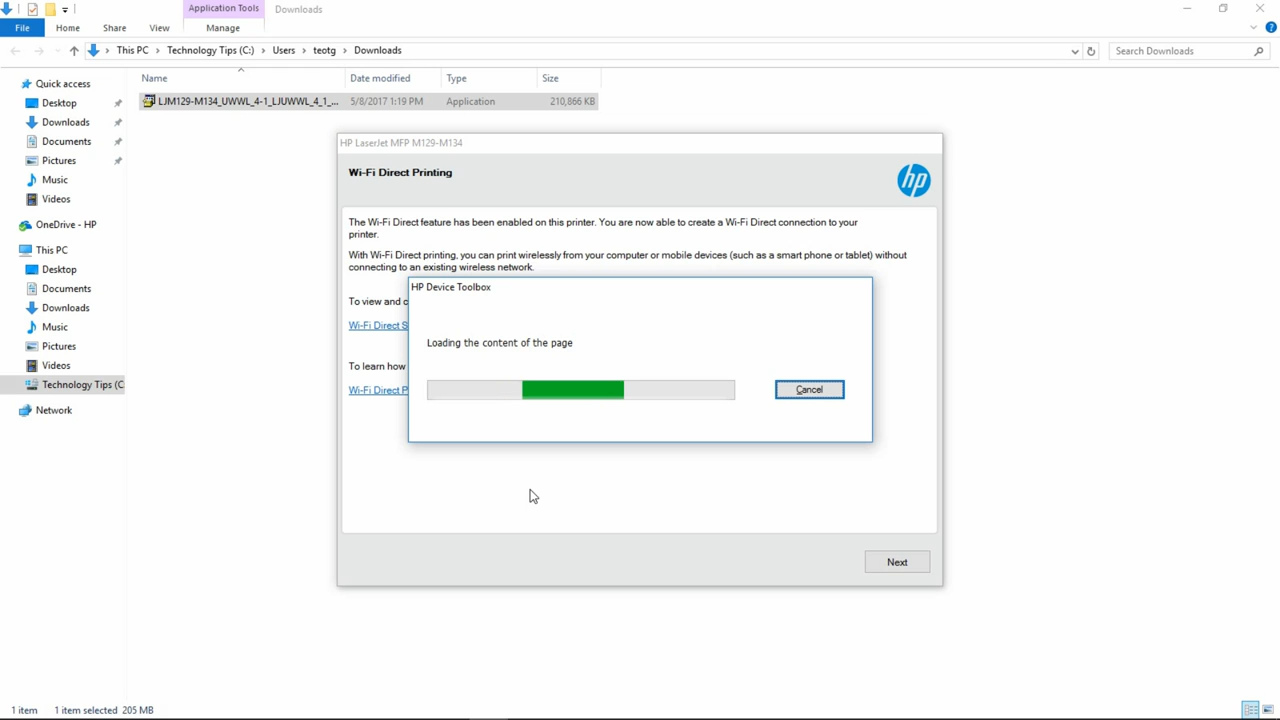 Application Tools
Downloads
File
Home
Share
View
Manage
This PC
Technology Tips (C:)
Users
teotg
Downloads
Search Downloads
Name
Date modified
Type
Size
LJM129-M134_UWWL_4-1_LJUWWL_4_1_...
5/8/2017 1:19 PM
Application
210,866 KB
Quick access
Desktop
Downloads
Documents
Pictures
Music
Videos
OneDrive - HP
This PC
Desktop
Documents
Downloads
Music
Pictures
Videos
Technology Tips (C
Network
HP LaserJet MFP M129-M134
Wi-Fi Direct Printing
hp
The Wi-Fi Direct feature has been enabled on this printer. You are now able to create a Wi-Fi Direct connection to your
printer.
With Wi-Fi Direct printing, you can print wirelessly from your computer or mobile devices (such as a smart phone or tablet) without
connecting to an existing wireless network.
To view and c
Wi-Fi Direct S
To learn how
Wi-Fi Direct P
HP Device Toolbox
Loading the content of the page
Cancel
Next
1 item
1 item selected 205 MB